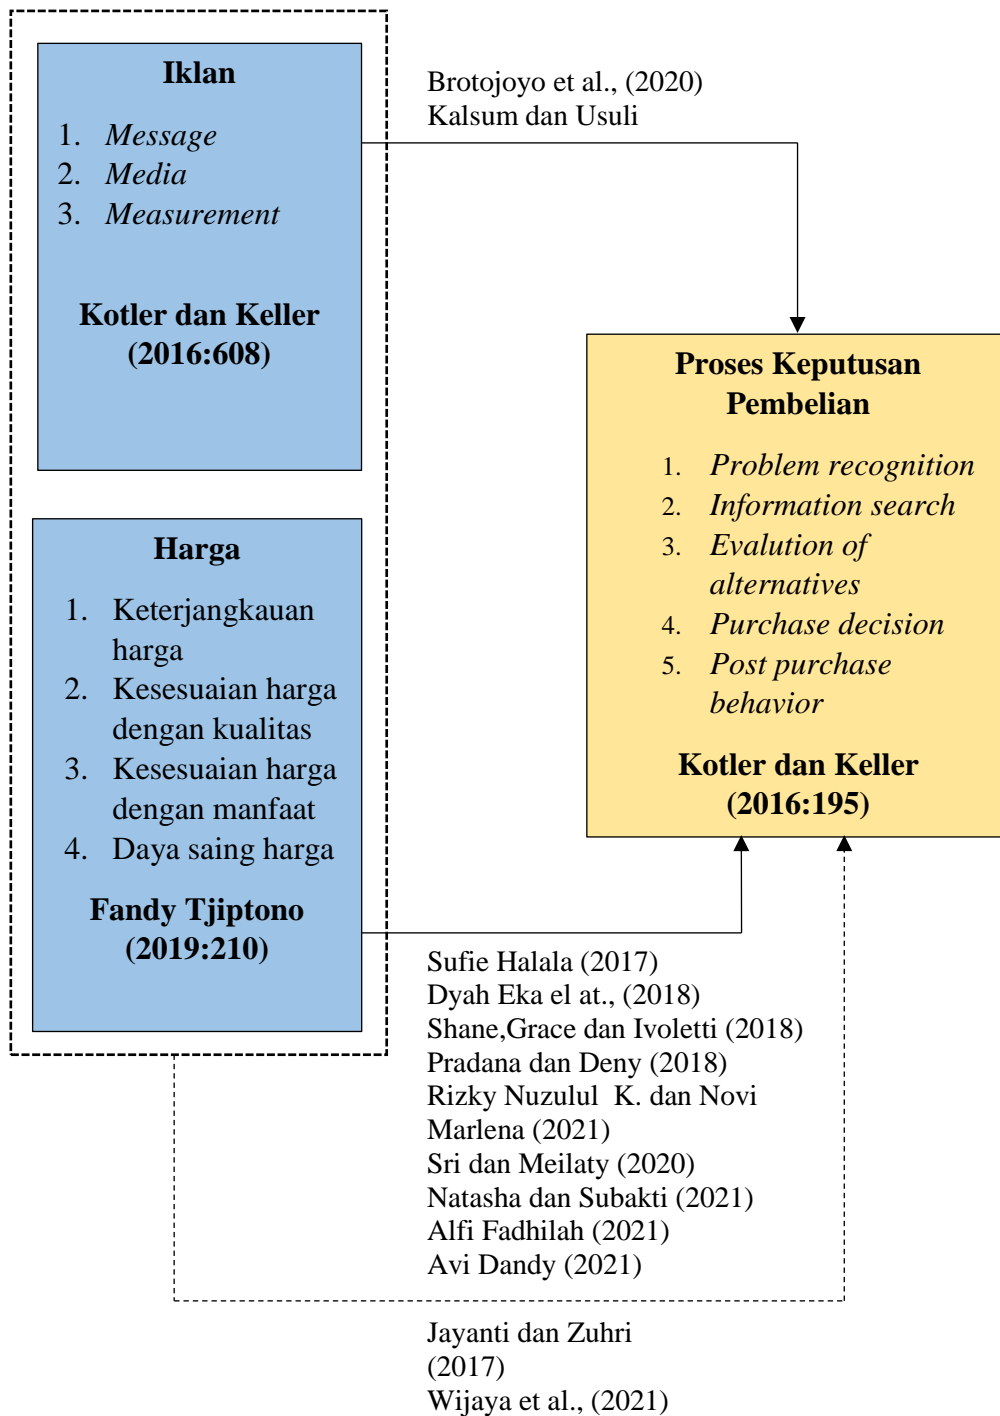 Iklan
1. Message
2. Media
3. Measurement
Kotler dan Keller
(2016:608)
Brotojoyo et al., (2020)
Kalsum dan Usuli
Proses Keputusan
Pembelian
1. Problem recognition
2. Information search
3. Evalution of
alternatives
4. Purchase decision
5. Post purchase
behavior
Kotler dan Keller
(2016:195)
Harga
1. Keterjangkauan
harga
2. Kesesuaian harga
dengan kualitas
3. Kesesuaian harga
dengan manfaat
4. Daya saing harga
Fandy Tjiptono
(2019:210)
Sufie Halala (2017)
Dyah Eka el at., (2018)
Shane,Grace dan Ivoletti (2018)
Pradana dan Deny (2018)
Rizky Nuzulul K. dan Novi
Marlena (2021)
Sri dan Meilaty (2020)
Natasha dan Subakti (2021)
Alfi Fadhilah (2021)
Avi Dandy (2021)
Jayanti dan Zuhri
(2017)
Wijaya et al., (2021)